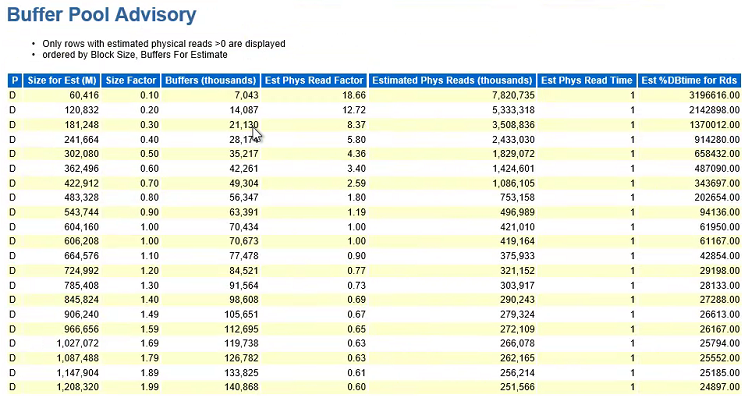 Buffer Pool Advisory
• Only rows with estimated physical reads >0 are displayed
• ordered by Block Size, Buffers For Estimate
P Size for Est (M) Size Factor Buffers (thousands) Est Phys Read Factor Estimated Phys Reads (thousands) Est Phys Read Time Est %DBtime for Rds
D 60,416 0.10 7,043 18.66 7,820,735 1 3196616.00
D 120,832 0.20 14,087 12.72 5,333,318 1 2142898.00
D 181,248 0.30 21,130 8.37 3,508,836 1 1370012.00
D 241,664 0.40 28,174 5.80 2,433,030 1 914280.00
D 302,080 0.50 35,217 4.36 1,829,072 1 658432.00
D 362,496 0.60 42,261 3.40 1,424,601 1 487090.00
D 422,912 0.70 49,304 2.59 1,086,105 1 343697.00
D 483,328 0.80 56,347 1.80 753,158 1 202654.00
D 543,744 0.90 63,391 1.19 496,989 1 94136.00
D 604,160 1.00 70,434 1.00 421,010 1 61950.00
D 606,208 1.00 70,673 1.00 419,164 1 61167.00
D 664,576 1.10 77,478 0.90 375,933 1 42854.00
D 724,992 1.20 84,521 0.77 321,152 1 29198.00
D 785,408 1.30 91,564 0.73 303,917 1 28133.00
D 845,824 1.40 98,608 0.69 290,243 1 27288.00
D 906,240 1.49 105,651 0.67 279,324 1 26613.00
D 966,656 1.59 112,695 0.65 272,109 1 26167.00
D 1,027,072 1.69 119,738 0.63 266,078 1 25794.00
D 1,087,488 1.79 126,782 0.63 262,165 1 25552.00
D 1,147,904 1.89 133,825 0.61 256,214 1 25185.00
D 1,208,320 1.99 140,868 0.60 251,566 1 24897.00